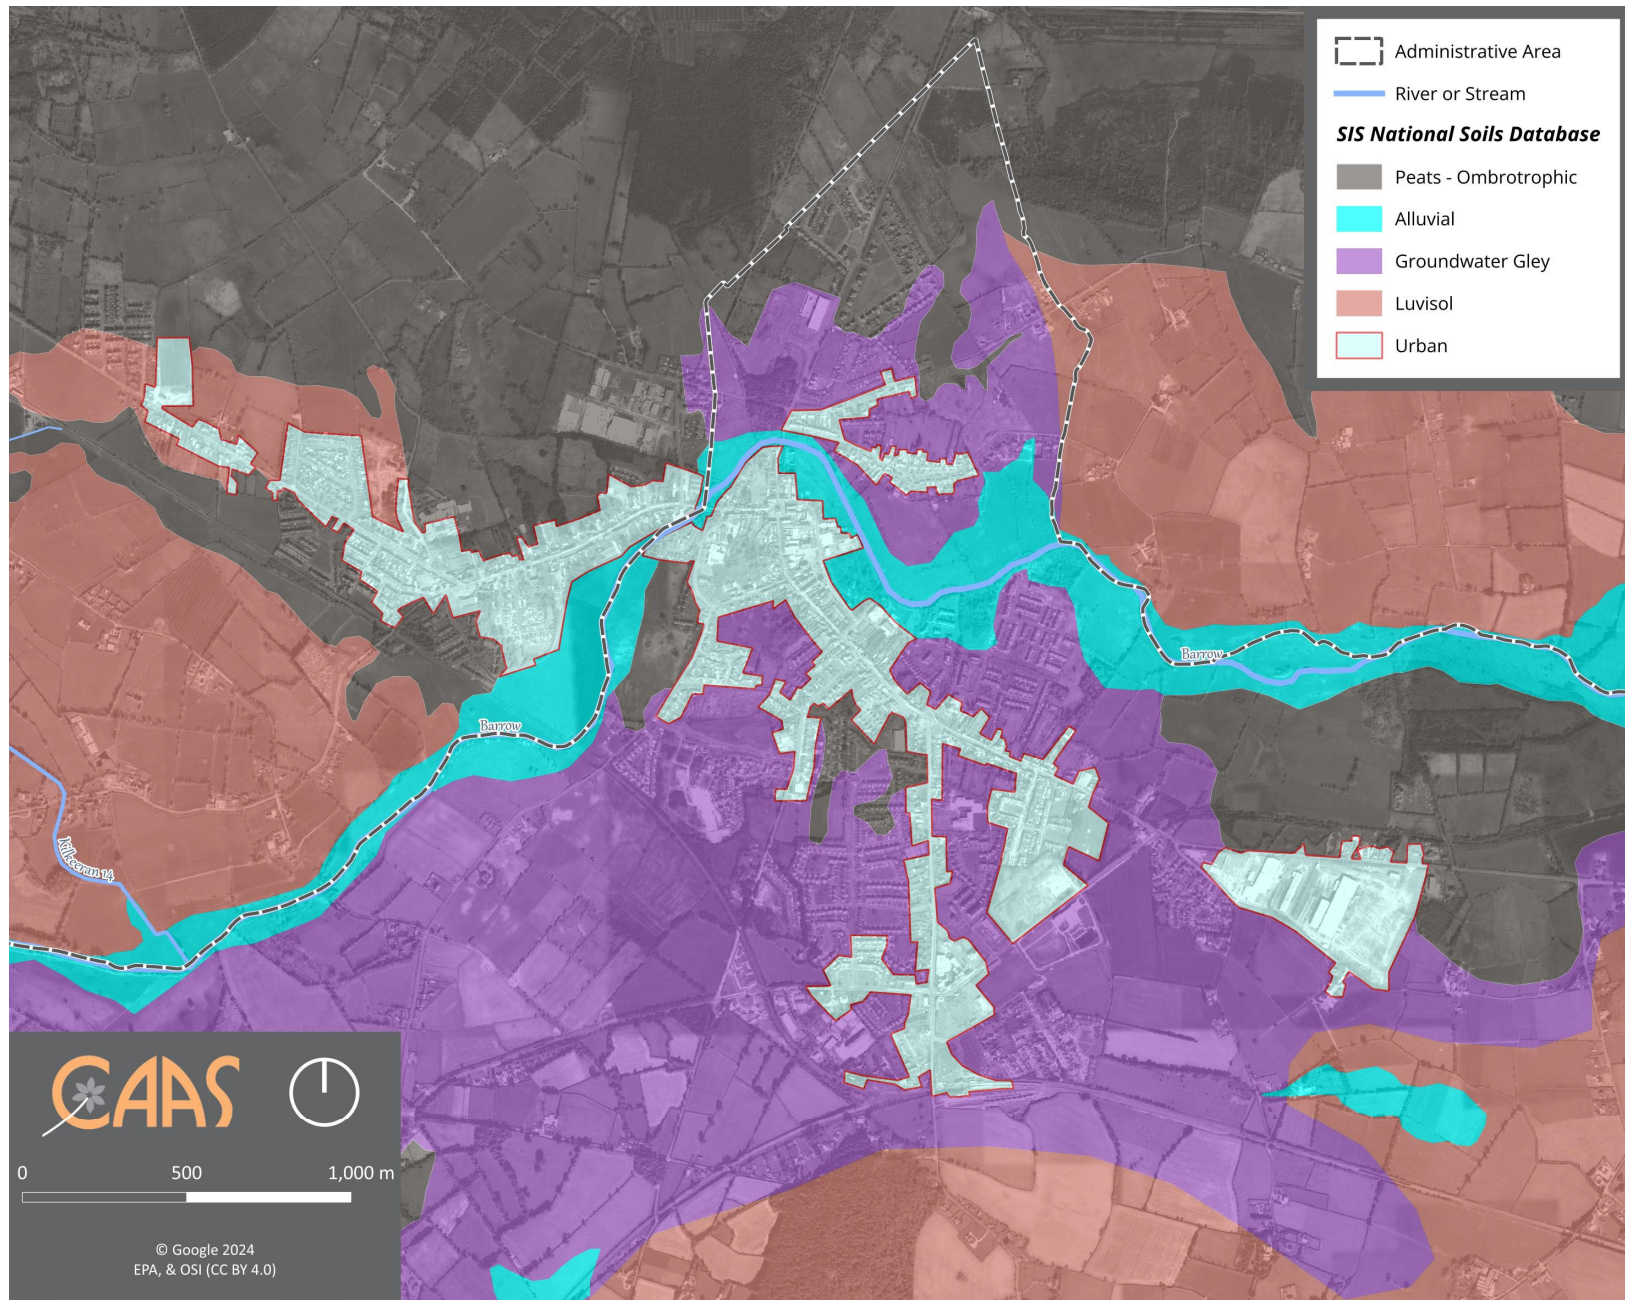 Administrative Area
River or Stream
SIS National Soils Database
Peats - Ombrotrophic
Alluvial
Groundwater Gley
Luvisol
Urban
Barrow
Barrow
Kilkeeran 14
CAAS
0 500 1,000 m
© Google 2024
EPA, & OSI (CC BY 4.0)